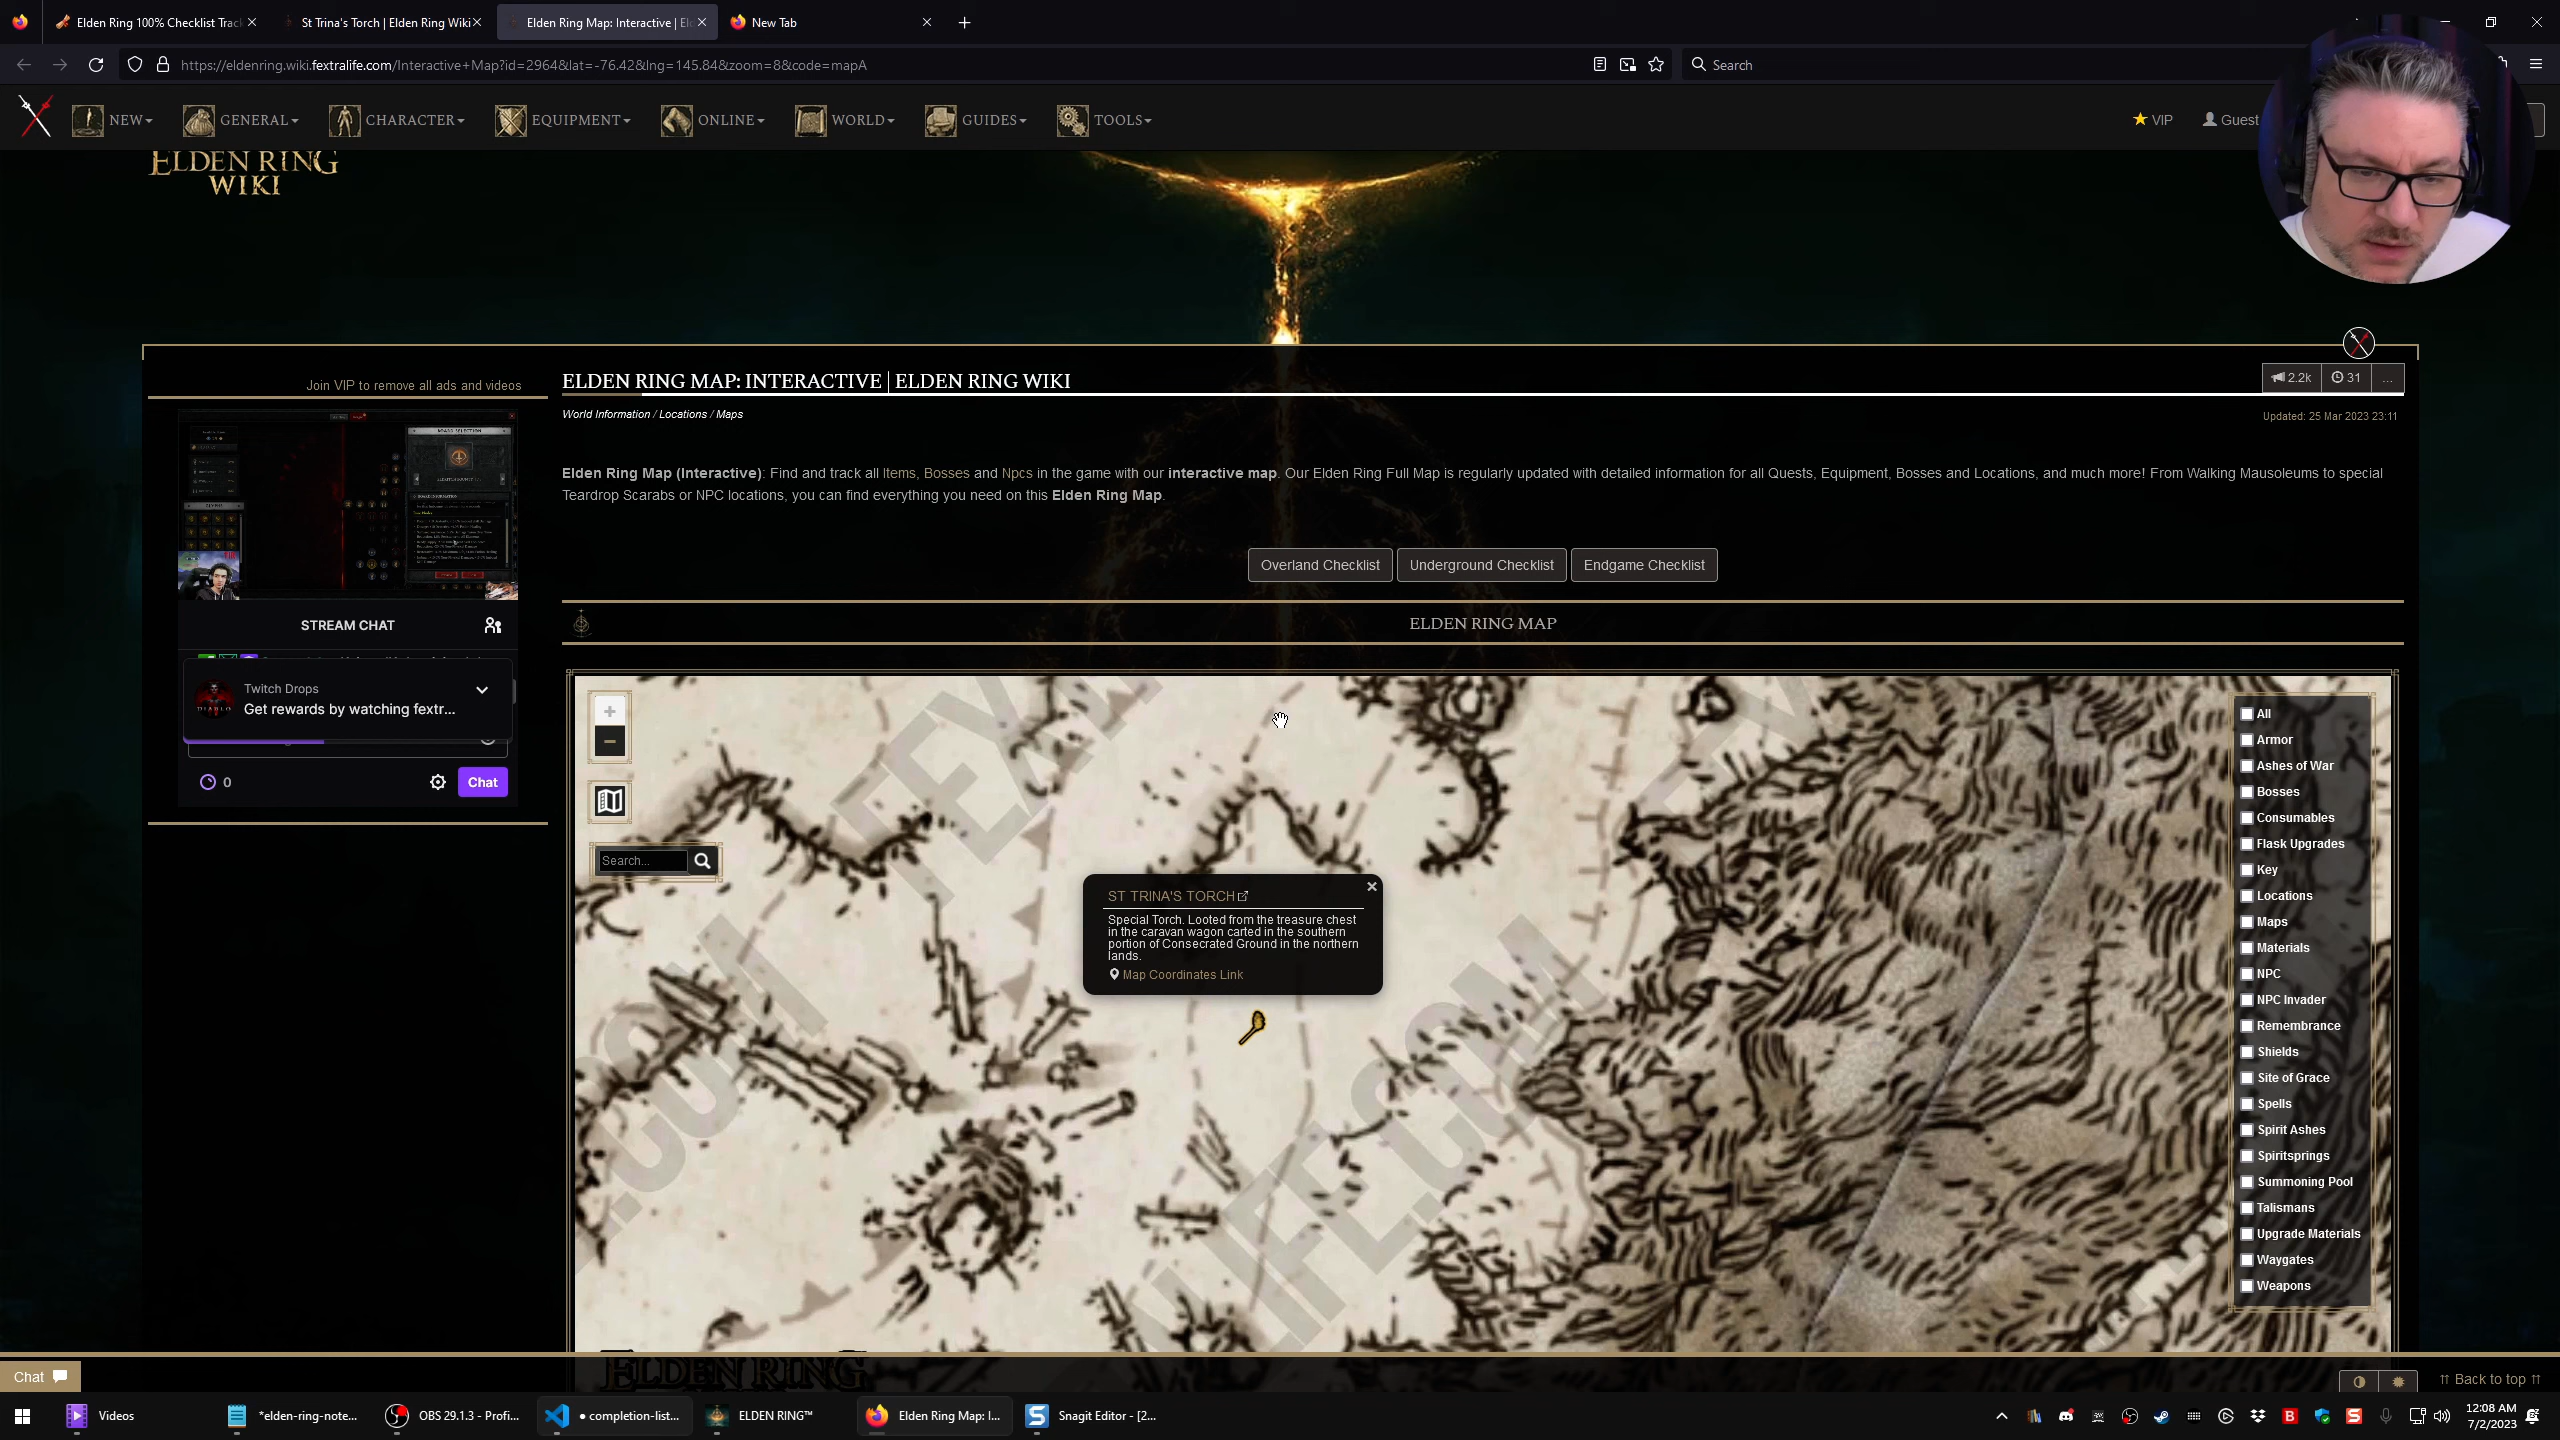 Elden Ring 100% Checklist Trac
St Trina's Torch | Elden Ring Wiki
Elden Ring Map: Interactive | El
New Tab
https://eldenring.wiki.fextralife.com/Interactive+Map?id=2964&lat=-76.42&lng=145.84&zoom=8&code=mapA
Search
NEW
GENERAL
CHARACTER
EQUIPMENT
ONLINE
WORLD
GUIDES
TOOLS
VIP
Guest
ELDEN RING
WIKI
Join VIP to remove all ads and videos
ELDEN RING MAP: INTERACTIVE | ELDEN RING WIKI
2.2k
31
...
World Information / Locations / Maps
Updated: 25 Mar 2023 23:11
Elden Ring Map (Interactive): Find and track all Items, Bosses and Npcs in the game with our interactive map. Our Elden Ring Full Map is regularly updated with detailed information for all Quests, Equipment, Bosses and Locations, and much more! From Walking Mausoleums to special
Teardrop Scarabs or NPC locations, you can find everything you need on this Elden Ring Map.
Overland Checklist
Underground Checklist
Endgame Checklist
ELDEN RING MAP
STREAM CHAT
Twitch Drops
Get rewards by watching fextr...
0
Chat
Search...
ST TRINA'S TORCH
Special Torch. Looted from the treasure chest
in the caravan wagon carted in the southern
portion of Consecrated Ground in the northern
lands.
Map Coordinates Link
All
Armor
Ashes of War
Bosses
Consumables
Flask Upgrades
Key
Locations
Maps
Materials
NPC
NPC Invader
Remembrance
Shields
Site of Grace
Spells
Spirit Ashes
Spiritsprings
Summoning Pool
Talismans
Upgrade Materials
Waygates
Weapons
ELDEN RING
Chat
Back to top
Videos
*elden-ring-note...
OBS 29.1.3 - Profi...
● completion-list...
ELDEN RING™
Elden Ring Map: I...
Snagit Editor - [2...
12:08 AM
7/2/2023